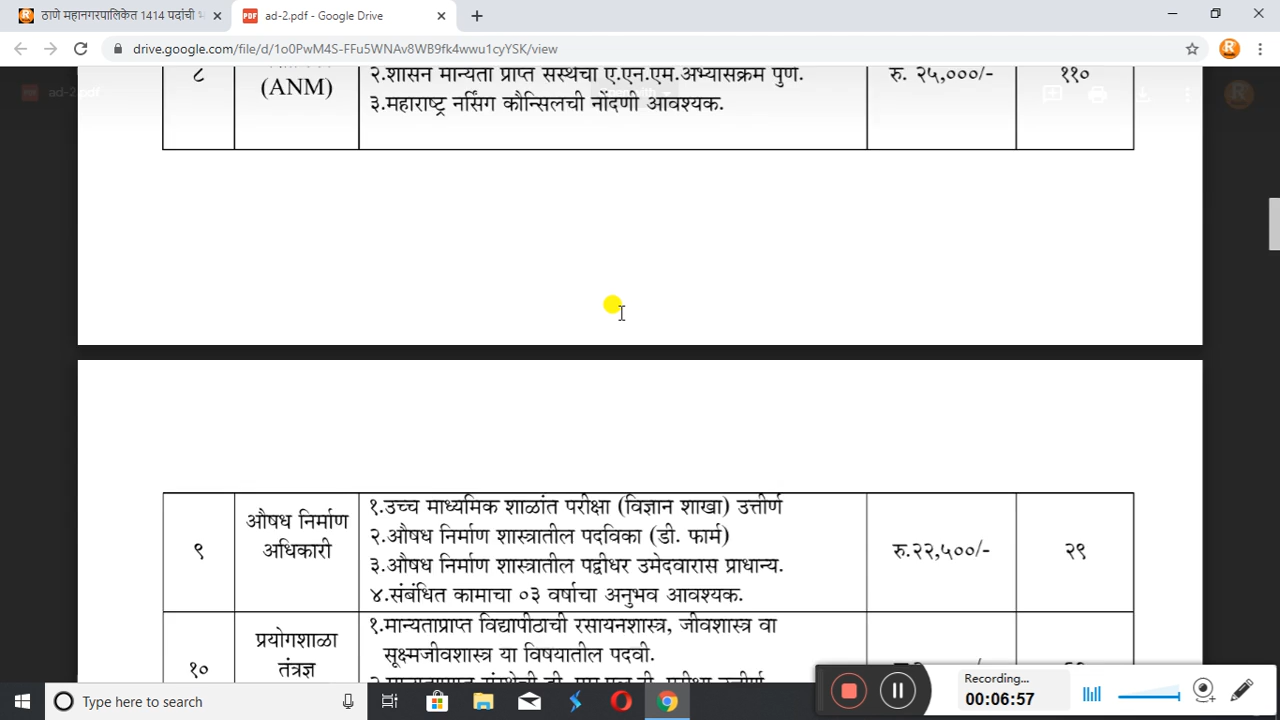 ठाणे महानगरपालिकेत 1414 पदांची भ
ad-2.pdf - Google Drive
drive.google.com/file/d/1o0PwM4S-FFu5WNAv8WB9fk4wwu1cyYSK/view
ad-2.pdf
८
(ANM)
२.शासन मान्यता प्राप्त संस्थेचा ए.एन.एम.अभ्यासक्रम पुर्ण.
३.महाराष्ट्र नर्सिंग कौन्सिलची नोंदणी आवश्यक.
रु. २५,०००/-
११०
९
औषध निर्माण
अधिकारी
१.उच्च माध्यमिक शाळांत परीक्षा (विज्ञान शाखा) उत्तीर्ण
२.औषध निर्माण शास्त्रातील पदविका (डी. फार्म)
३.औषध निर्माण शास्त्रातील पद्वीधर उमेदवारास प्राधान्य.
४.संबंधित कामाचा ०३ वर्षाचा अनुभव आवश्यक.
रु.२२,५००/-
२९
१०
प्रयोगशाळा
तंत्रज्ञ
१.मान्यताप्राप्त विद्यापीठाची रसायनशास्त्र, जीवशास्त्र वा
सूक्ष्मजीवशास्त्र या विषयातील पदवी.
Recording...
00:06:57
Type here to search